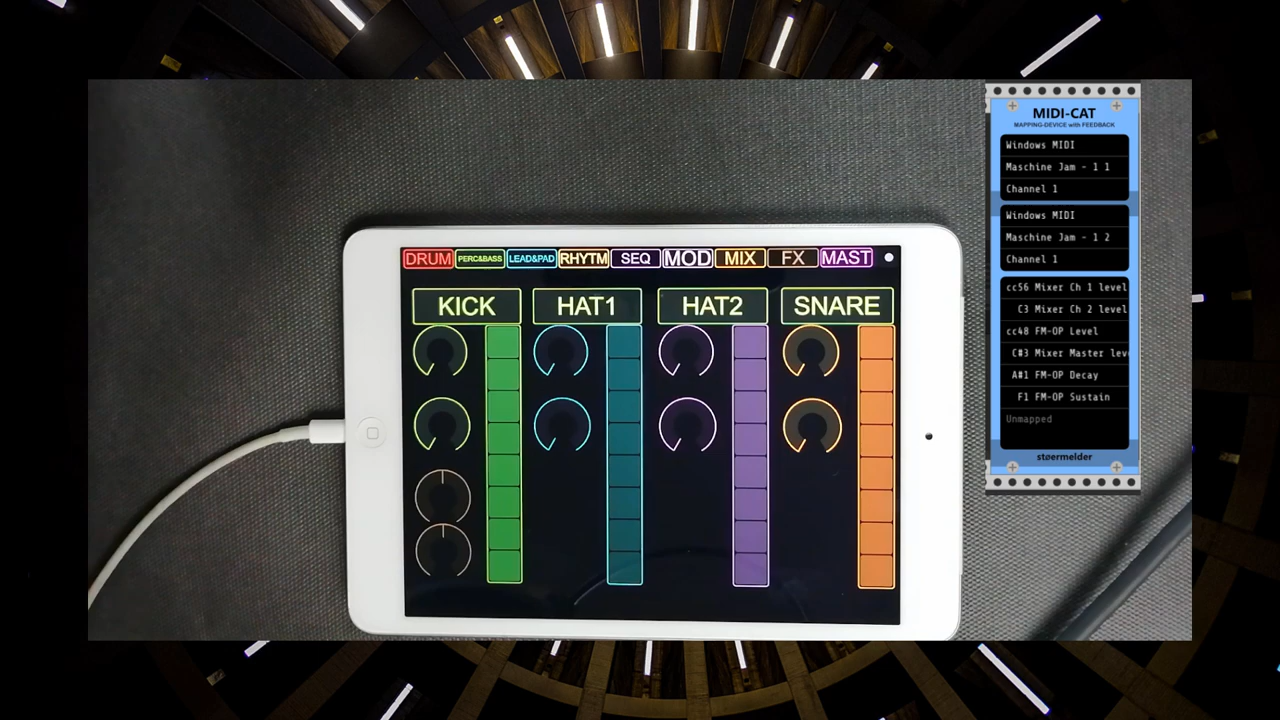 MIDI-CAT
MAPPING-DEVICE with FEEDBACK
Windows MIDI
Maschine Jam - 1 1
Channel 1
Windows MIDI
Maschine Jam - 1 2
Channel 1
cc56 Mixer Ch 1 level
C3 Mixer Ch 2 level
cc48 FM-OP Level
C#3 Mixer Master lev
A#1 FM-OP Decay
F1 FM-OP Sustain
Unmapped
støermelder
DRUM PERC&BASS LEAD&PAD RHYTM SEQ MOD MIX FX MAST
KICK HAT1 HAT2 SNARE